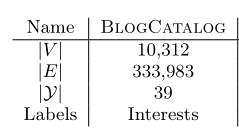 Name BLOGCATALOG
|V| 10,312
|E| 333,983
|𝒴| 39
Labels Interests